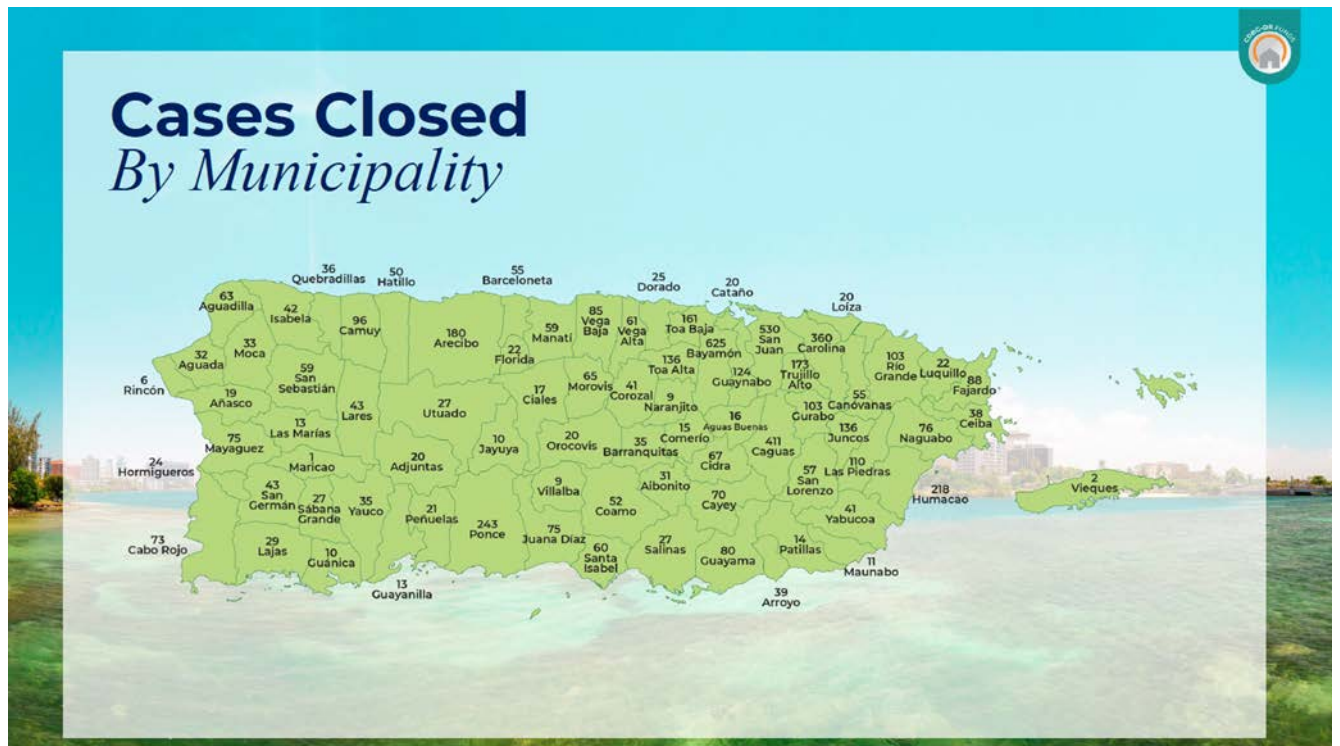 CDBG-DR FUNDS
Cases Closed
By Municipality
36
Quebradillas
50
Hatillo
55
Barceloneta
25
Dorado
20
Cataño
20
Loíza
63
Aguadilla
42
Isabela
96
Camuy
180
Arecibo
22
Florida
59
Manatí
85
Vega
Baja
61
Vega
Alta
161
Toa Baja
625
Bayamón
530
San
Juan
360
Carolina
103
Río
Grande
22
Luquillo
88
Fajardo
33
Moca
32
Aguada
6
Rincón
59
San
Sebastián
19
Añasco
43
Lares
27
Utuado
17
Ciales
65
Morovis
136
Toa Alta
41
Corozal
9
Naranjito
124
Guaynabo
173
Trujillo
Alto
55
Canóvanas
103
Gurabo
38
Ceiba
13
Las Marías
75
Mayaguez
24
Hormigueros
1
Maricao
20
Adjuntas
10
Jayuya
20
Orocovis
35
Barranquitas
15
Comerío
16
Aguas Buenas
411
Caguas
136
Juncos
76
Naguabo
67
Cidra
110
Las Piedras
57
San
Lorenzo
218
Humacao
2
Vieques
43
San
Germán
27
Sábana
Grande
35
Yauco
21
Peñuelas
243
Ponce
9
Villalba
75
Juana Díaz
52
Coamo
31
Aibonito
70
Cayey
41
Yabucoa
73
Cabo Rojo
29
Lajas
10
Guánica
13
Guayanilla
60
Santa
Isabel
27
Salinas
80
Guayama
14
Patillas
11
Maunabo
39
Arroyo